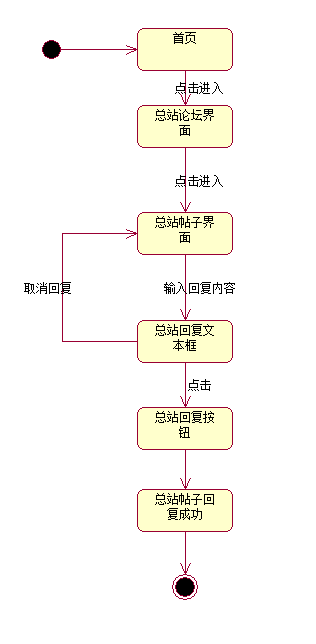 首页
点击进入
总站论坛界
面
点击进入
总站帖子界
面
取消回复
输入回复内容
总站回复文
本框
点击
总站回复按
钮
总站帖子回
复成功